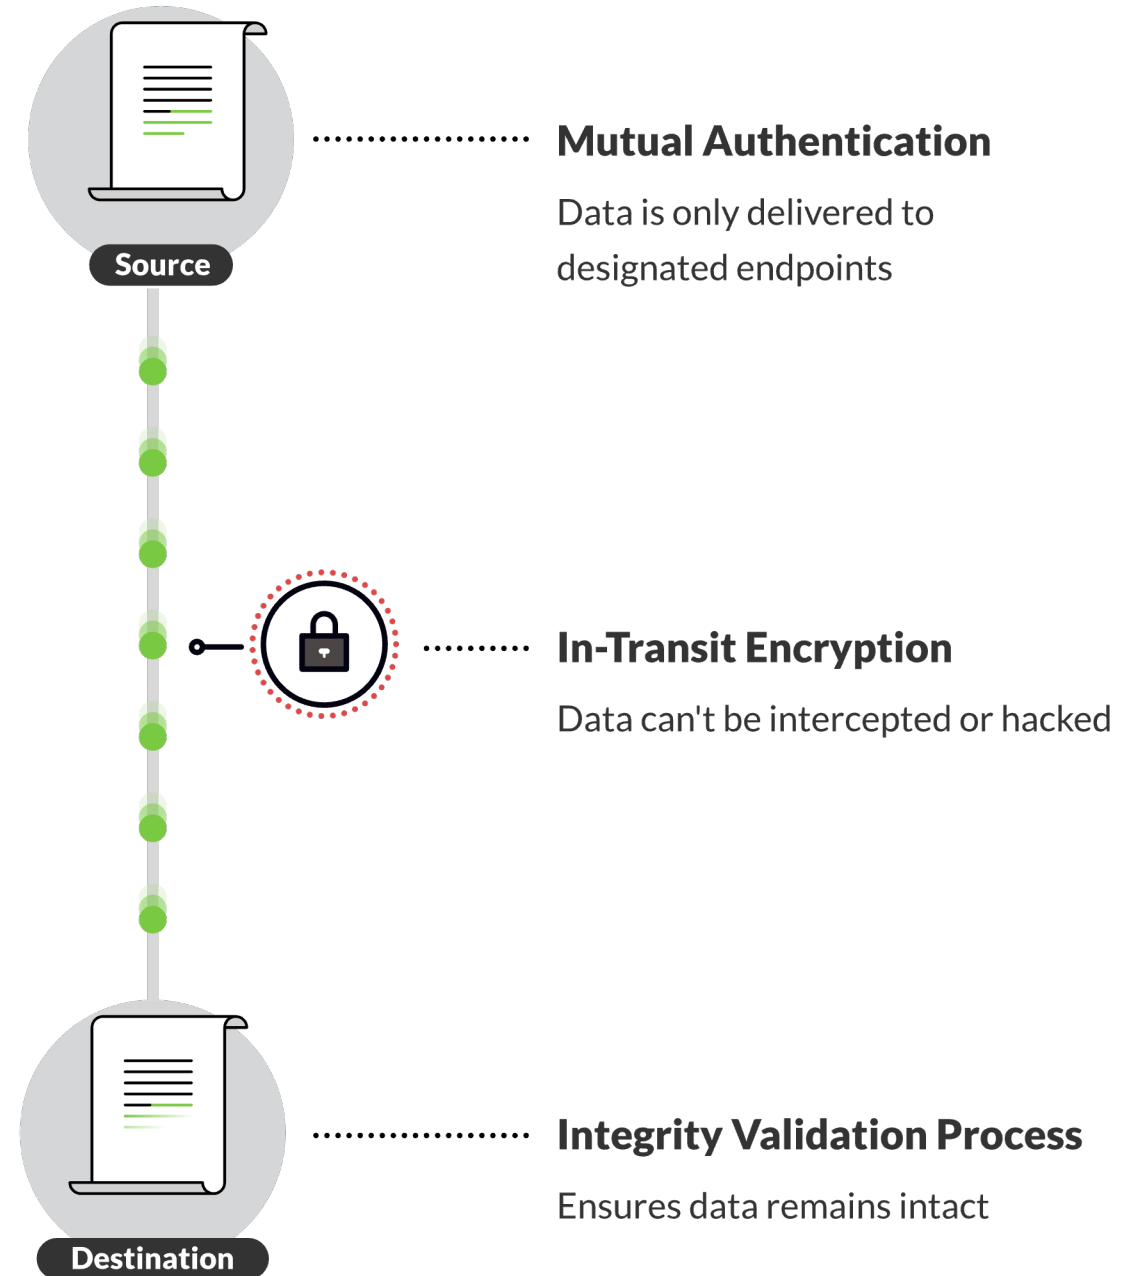 Mutual Authentication
Data is only delivered to
designated endpoints
Source
In-Transit Encryption
Data can't be intercepted or hacked
Integrity Validation Process
Ensures data remains intact
Destination